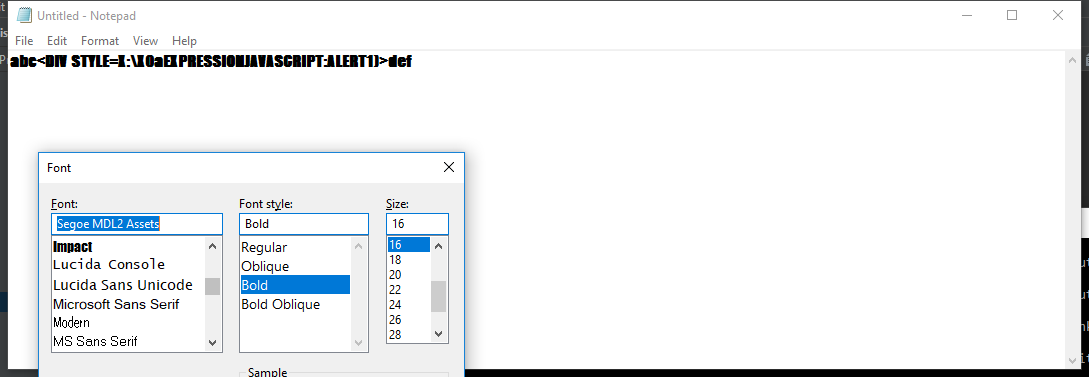 Untitled - Notepad
File Edit Format View Help
abc<DIV STYLE=X:\X0aEXPRESSIONJAVASCRIPT:ALERT1)>def
Font
Font: Font style: Size:
Segoe MDL2 Assets Bold 16
Impact Regular 16
Lucida Console Oblique 18
Lucida Sans Unicode Bold 20
Microsoft Sans Serif Bold Oblique 22
Modern 24
MS Sans Serif 26
28
Sample